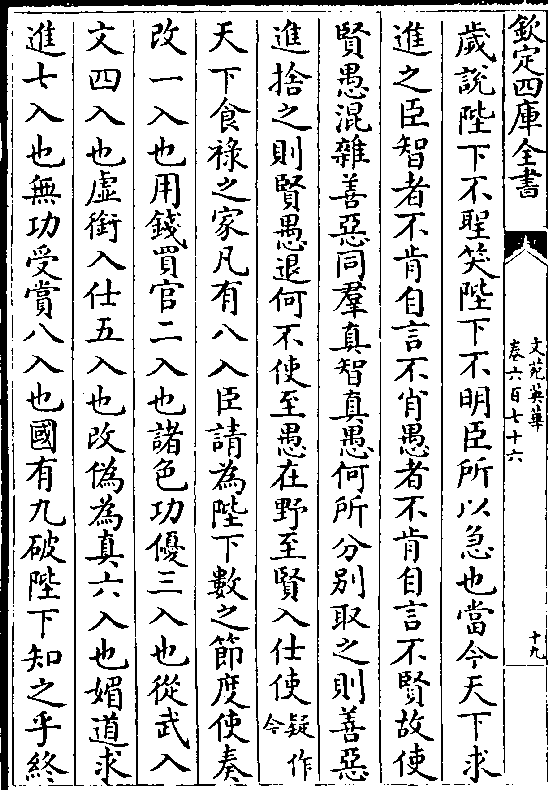 欽定四庫全書
文苑英華
卷六百七十六
十九
歲說陛下不聖笑陛下不明臣所以急也當今天下求
進之臣智者不肯自言不肖愚者不肯自言不賢故使
賢愚混雜善惡同羣真智真愚何所分别取之則善惡
進捨之則賢愚退何不使至愚在野至賢入仕使疑作今
天下食祿之家凡有八入臣請為陛下數之節度使奏
改一入也用錢買官二入也諸色功優三入也從武入
文四入也虛銜入仕五入也改偽為真六入也媚道求
進七入也無功受賞八入也國有九破陛下知之乎終